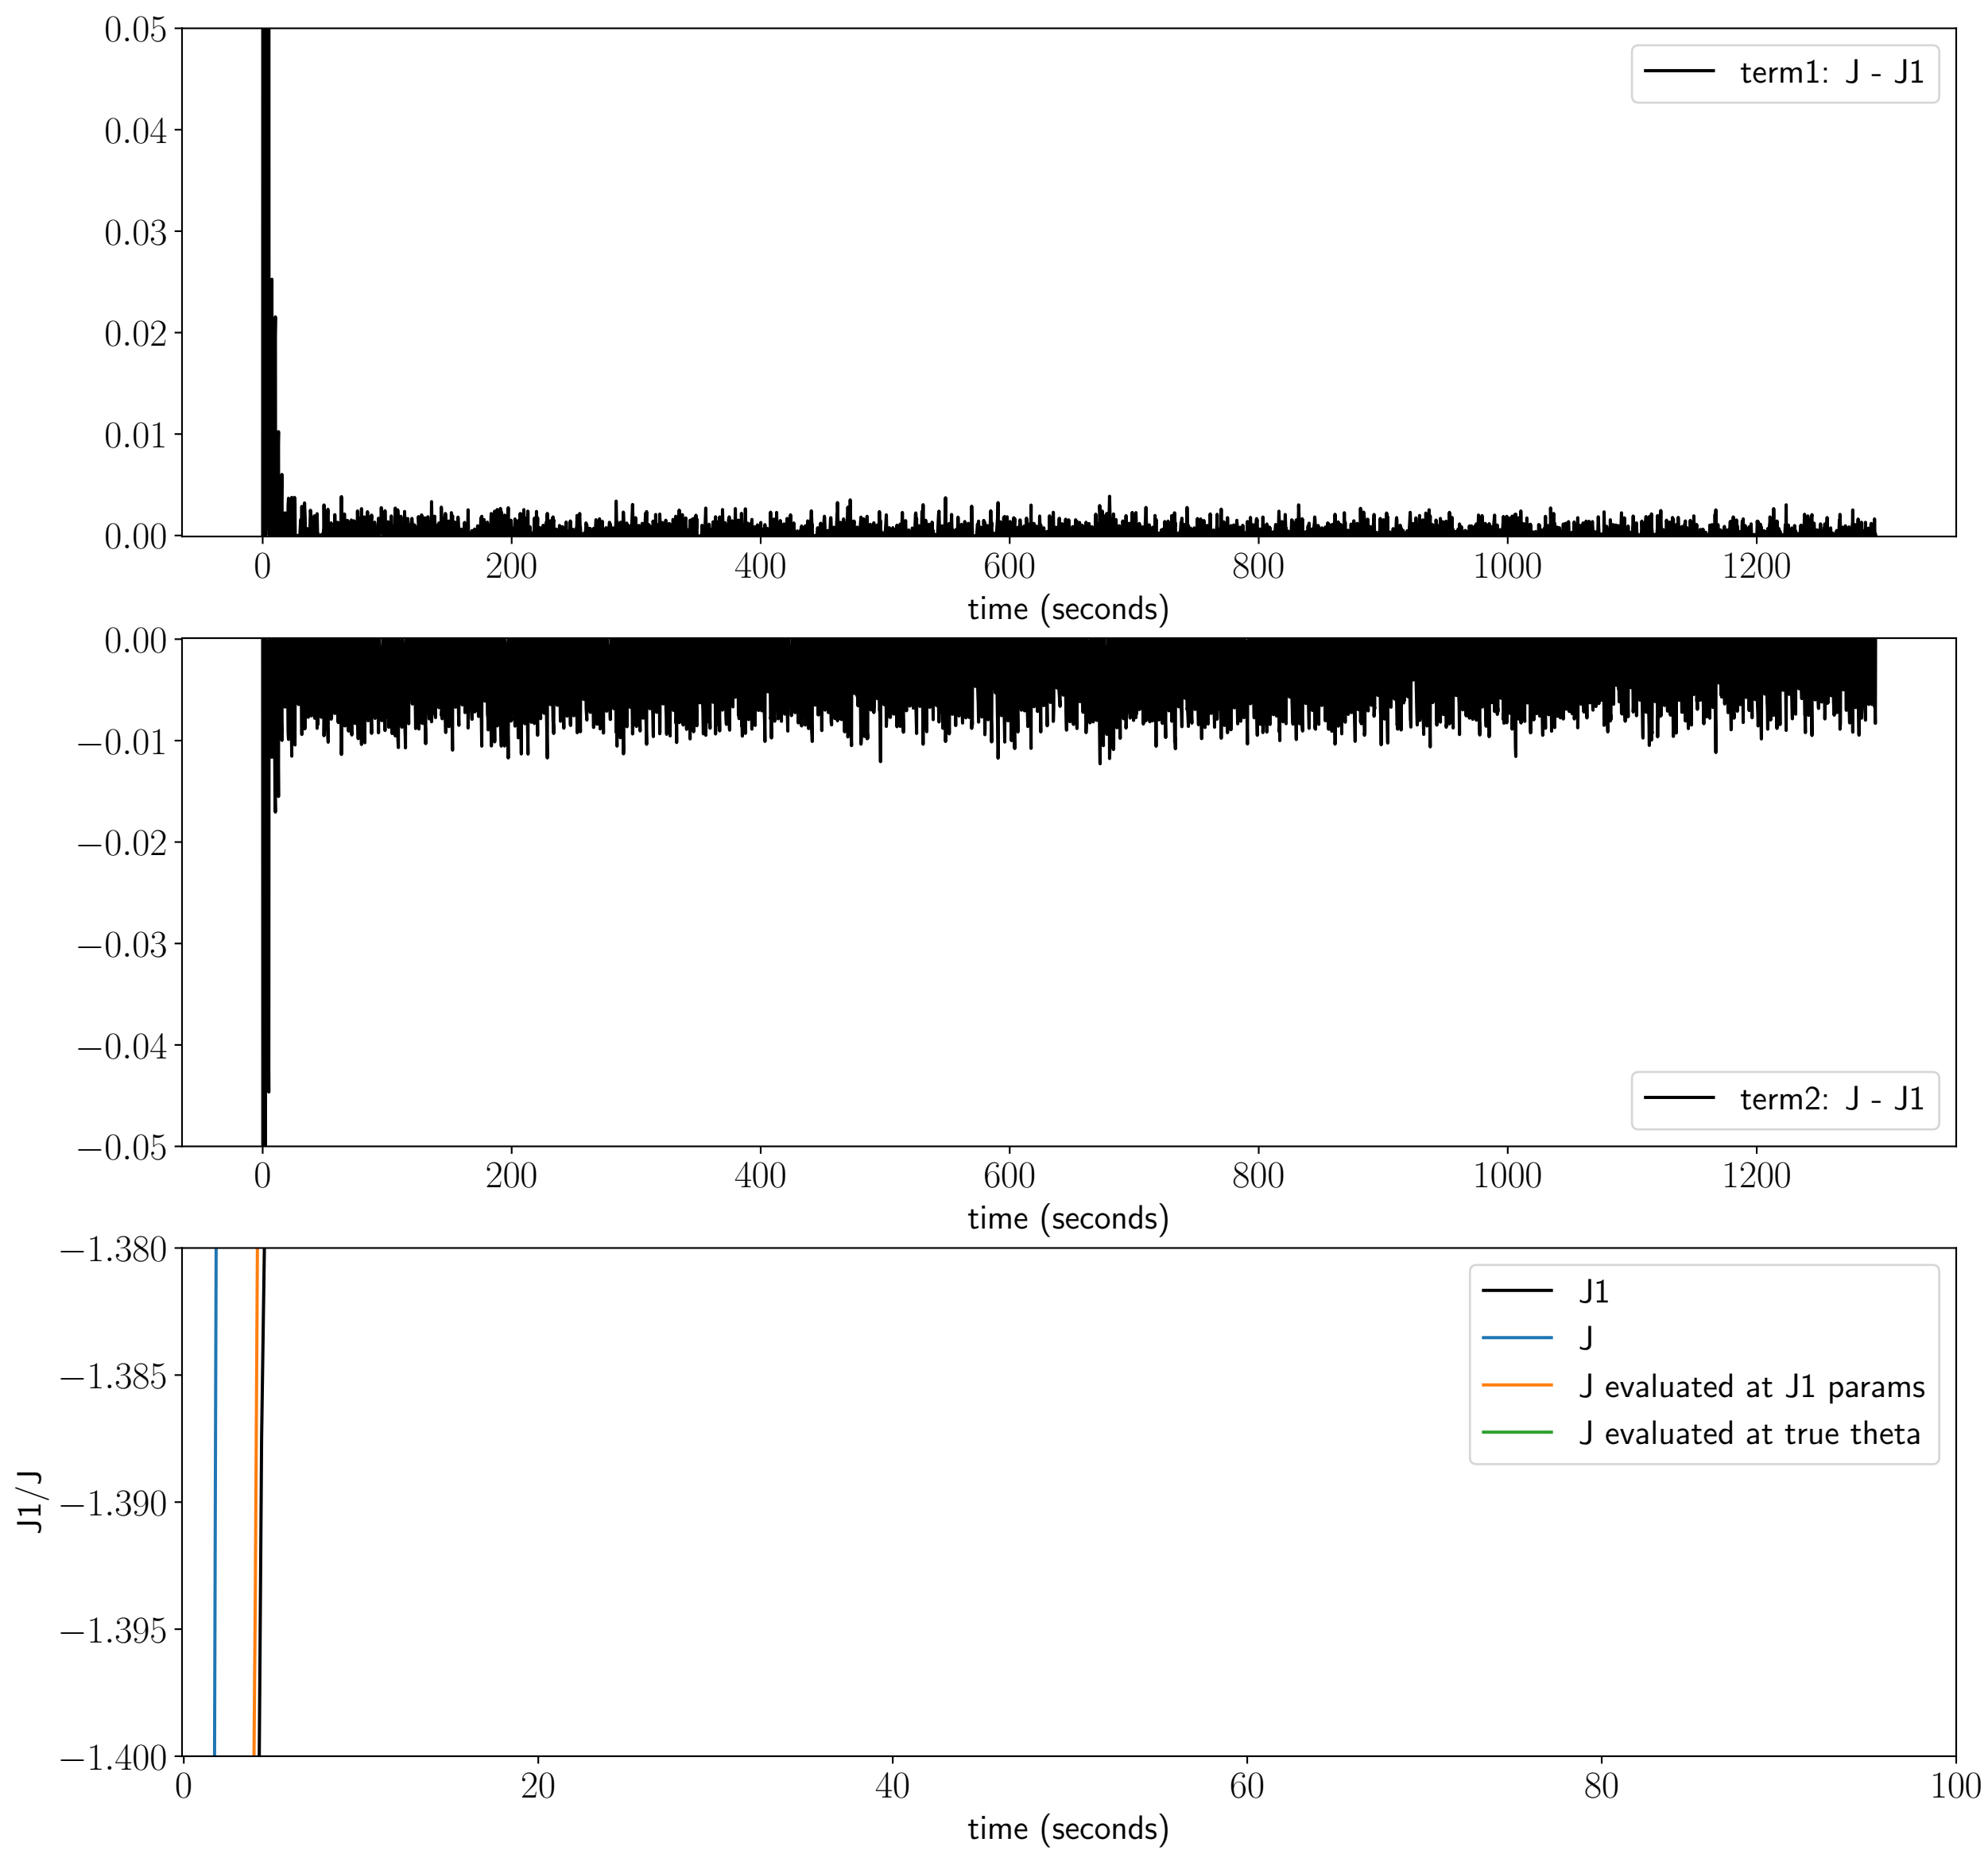 0.05
0.04
0.03
0.02
0.01
0.00
term1: J - J1
0 200 400 600 800 1000 1200
time (seconds)
0.00
−0.01
−0.02
−0.03
−0.04
−0.05
term2: J - J1
0 200 400 600 800 1000 1200
time (seconds)
J1/J
−1.380
−1.385
−1.390
−1.395
−1.400
J1
J
J evaluated at J1 params
J evaluated at true theta
0 20 40 60 80 100
time (seconds)